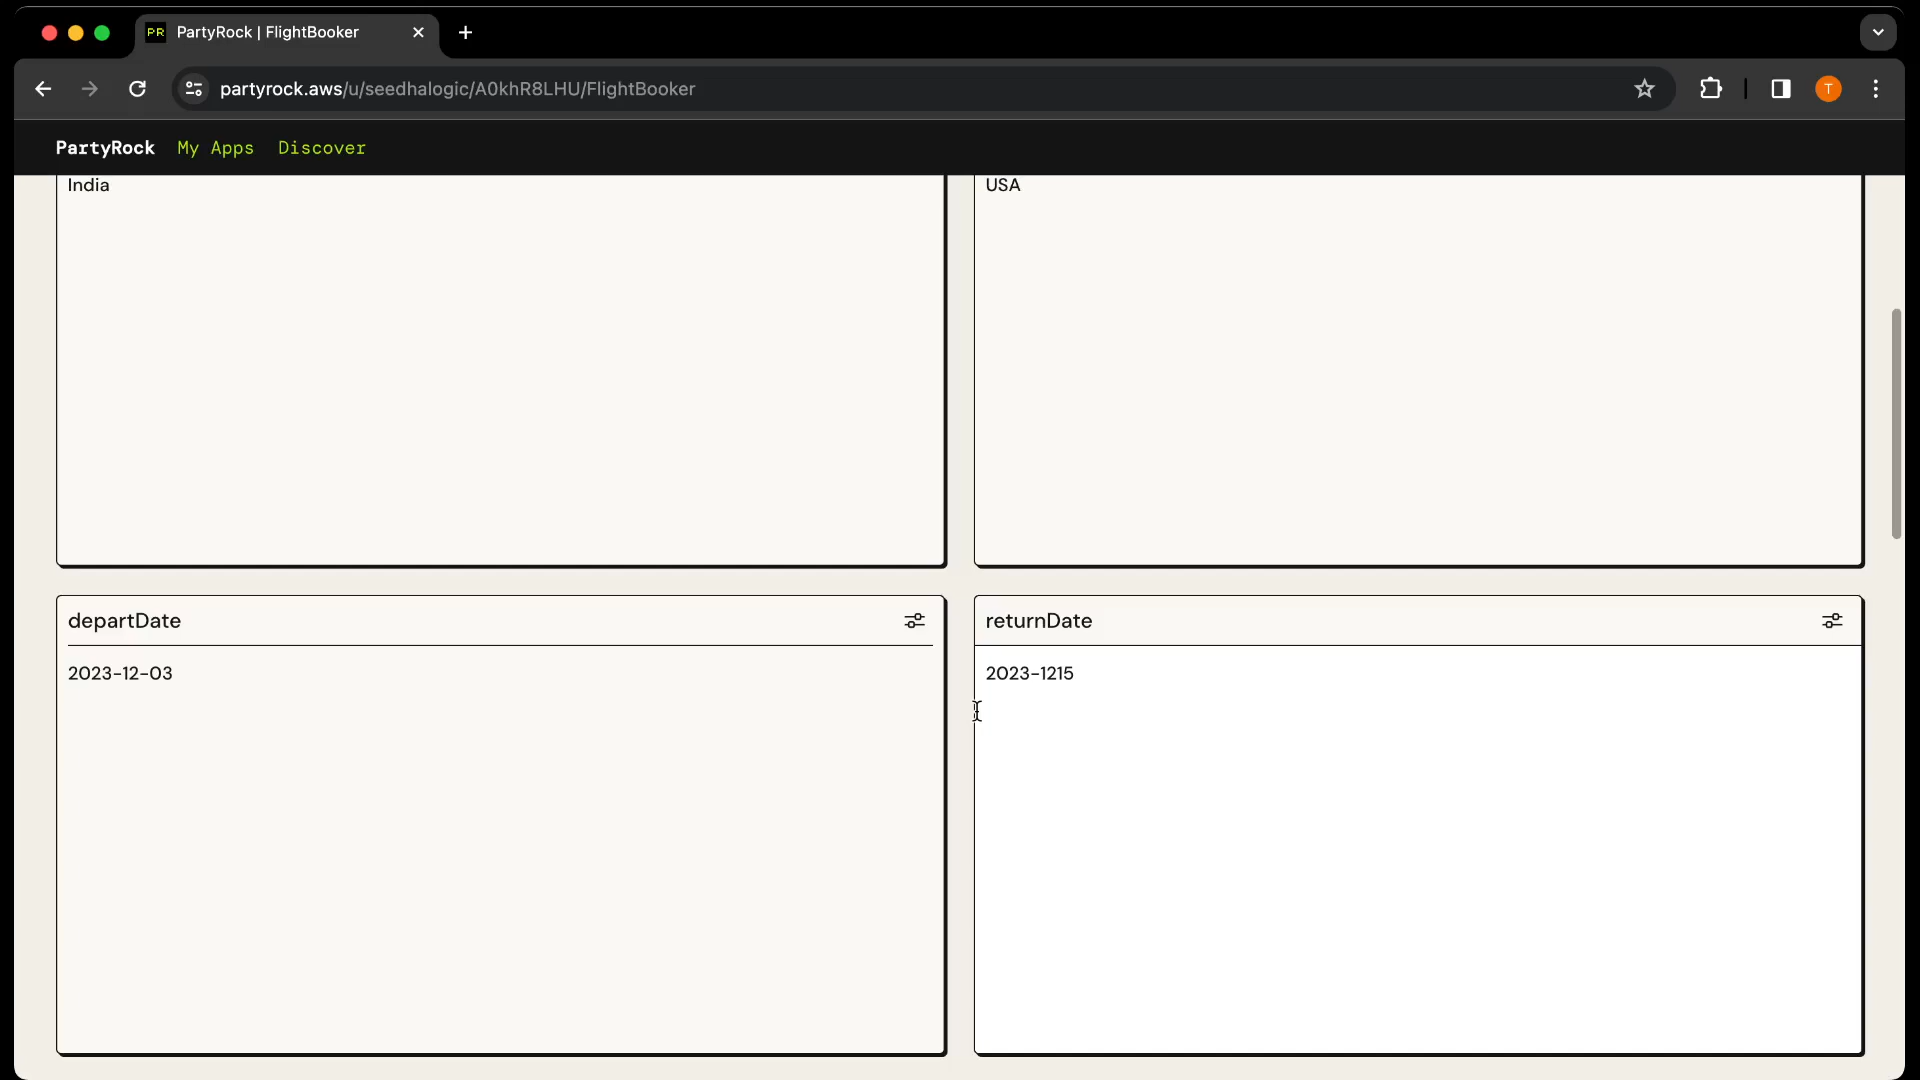 PR PartyRock | FlightBooker
partyrock.aws/u/seedhalogic/A0khR8LHU/FlightBooker
T
PartyRock My Apps Discover
India
USA
departDate
2023-12-03
returnDate
2023-1215